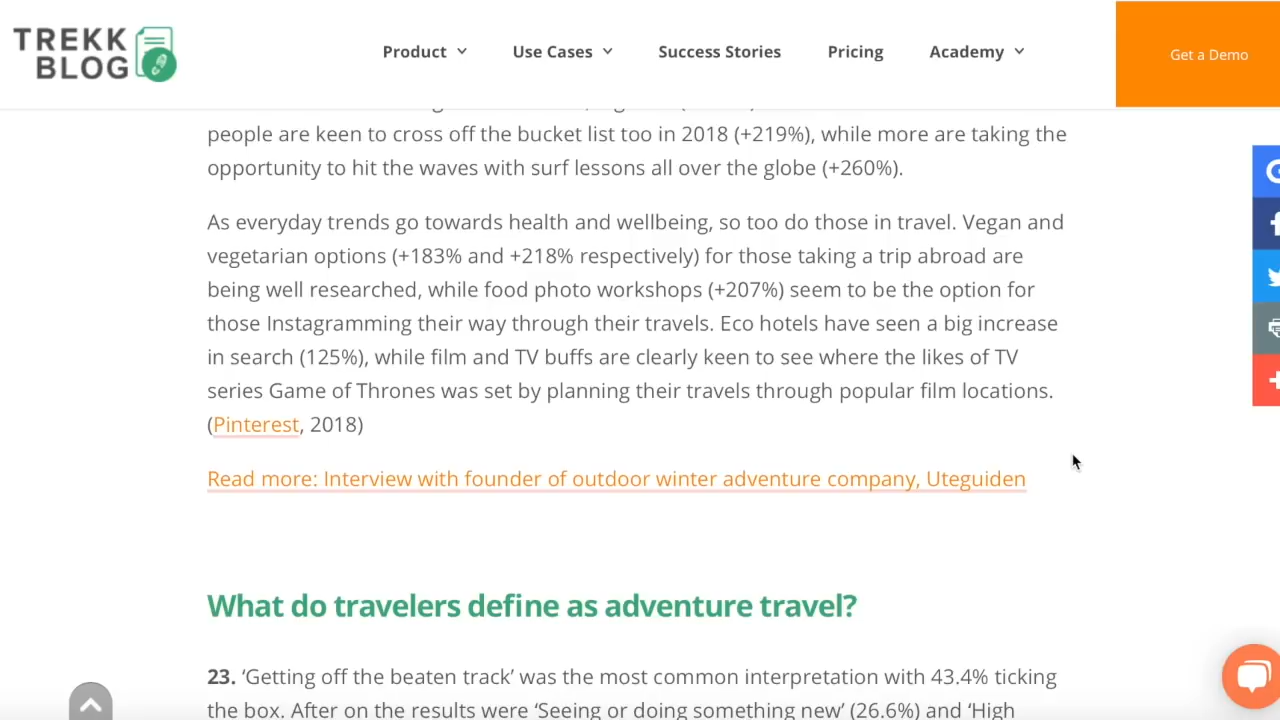 TREKK
BLOG
Product
Use Cases
Success Stories
Pricing
Academy
Get a Demo
people are keen to cross off the bucket list too in 2018 (+219%), while more are taking the
opportunity to hit the waves with surf lessons all over the globe (+260%).
As everyday trends go towards health and wellbeing, so too do those in travel. Vegan and
vegetarian options (+183% and +218% respectively) for those taking a trip abroad are
being well researched, while food photo workshops (+207%) seem to be the option for
those Instagramming their way through their travels. Eco hotels have seen a big increase
in search (125%), while film and TV buffs are clearly keen to see where the likes of TV
series Game of Thrones was set by planning their travels through popular film locations.
(Pinterest, 2018)
Read more: Interview with founder of outdoor winter adventure company, Uteguiden
What do travelers define as adventure travel?
23. ‘Getting off the beaten track’ was the most common interpretation with 43.4% ticking
the box. After on the results were ‘Seeing or doing something new’ (26.6%) and ‘High